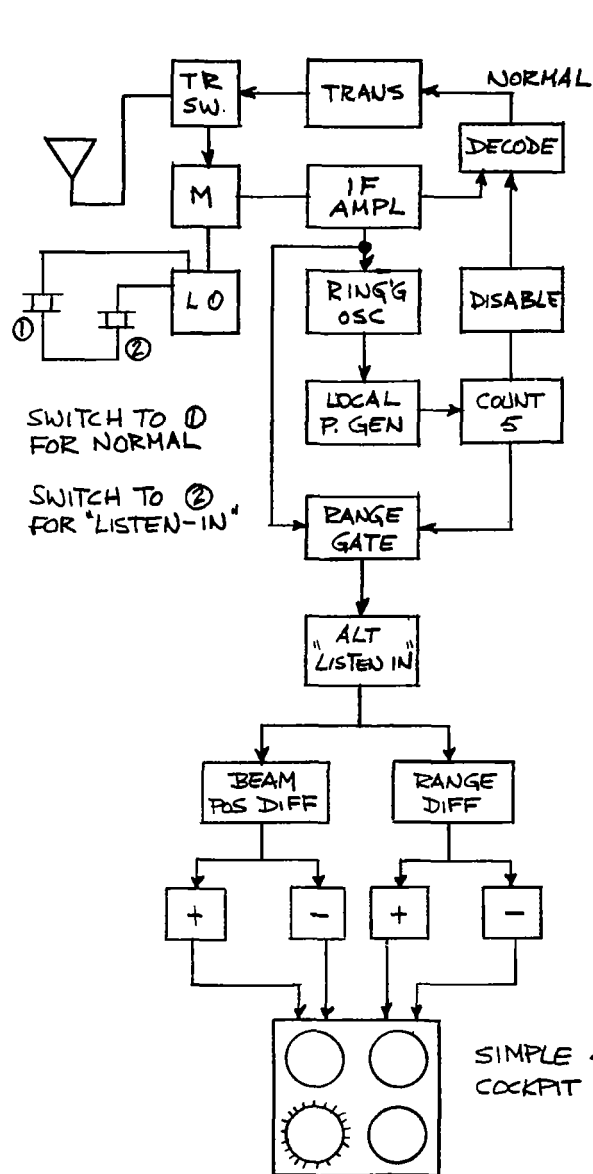 TR
SW.
TRANS
NORMAL
DECODE
M
IF
AMPL
LO
RING'G
OSC
DISABLE
①
②
LOCAL
P. GEN
COUNT
5
SWITCH TO ①
FOR NORMAL
SWITCH TO ②
FOR "LISTEN-IN"
RANGE
GATE
ALT
"LISTEN IN"
BEAM
POS DIFF
RANGE
DIFF
+
-
+
-
SIMPLE
COCKPIT